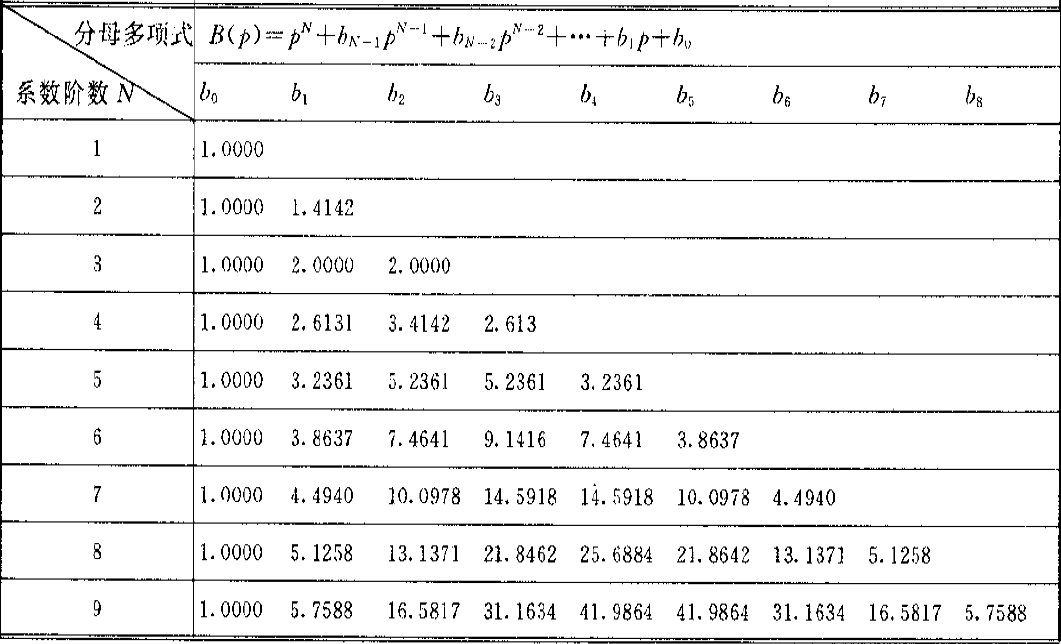 分母多项式 B(p)=p^N+b_{N-1}p^{N-1}+b_{N-2}p^{N-2}+⋯+b_1p+b_0
系数阶数 N b_0 b_1 b_2 b_3 b_4 b_5 b_6 b_7 b_8
1 1.0000
2 1.0000 1.4142
3 1.0000 2.0000 2.0000
4 1.0000 2.6131 3.4142 2.613
5 1.0000 3.2361 5.2361 5.2361 3.2361
6 1.0000 3.8637 7.4641 9.1416 7.4641 3.8637
7 1.0000 4.4940 10.0978 14.5918 14.5918 10.0978 4.4940
8 1.0000 5.1258 13.1371 21.8462 25.6884 21.8642 13.1371 5.1258
9 1.0000 5.7588 16.5817 31.1634 41.9864 41.9864 31.1634 16.5817 5.7588